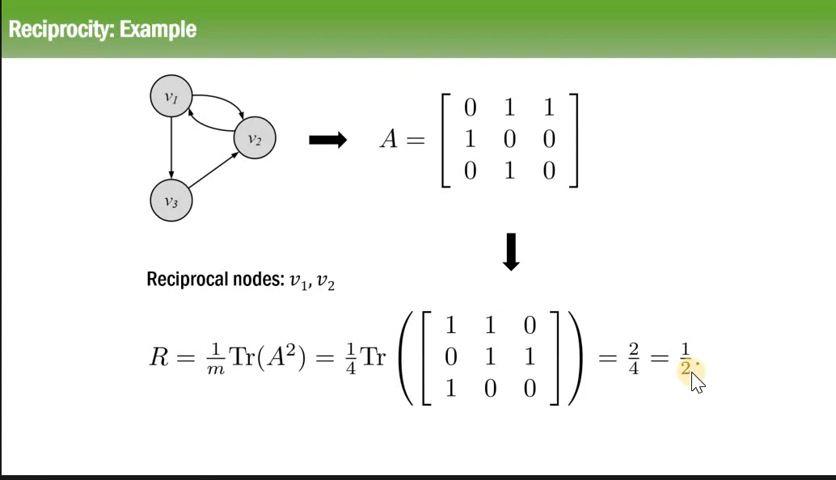 Reciprocity: Example
v₁
v₂
v₃
A = [ 0 1 1
1 0 0
0 1 0 ]
Reciprocal nodes: v₁, v₂
R = 1/m Tr(A²) = 1/4 Tr ( [ 1 1 0
0 1 1
1 0 0 ] ) = 2/4 = 1/2.